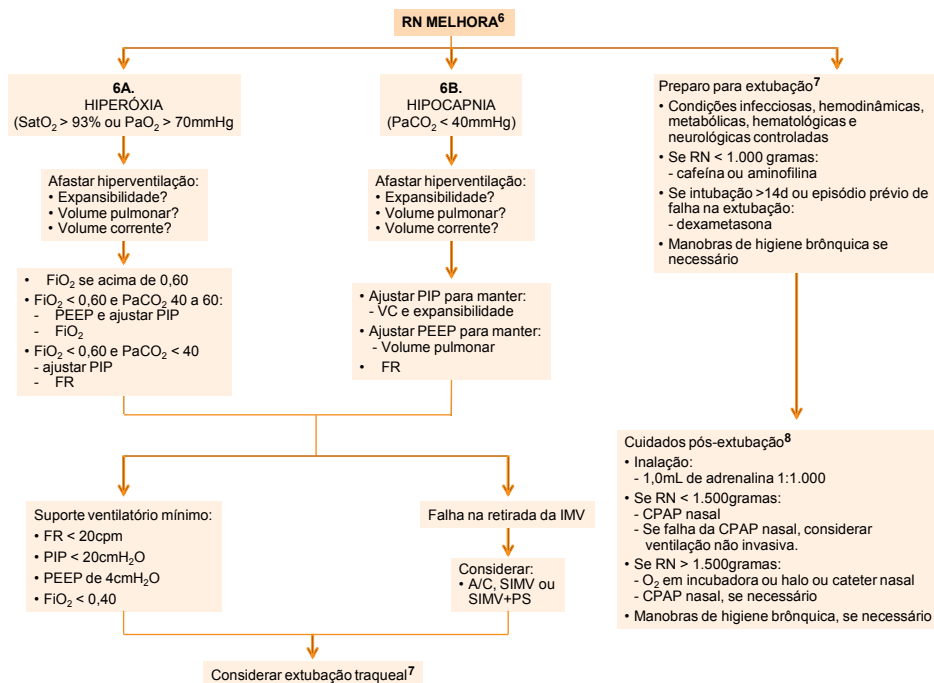 RN MELHORA⁶
6A.
HIPERÓXIA
(SatO₂ > 93% ou PaO₂ > 70mmHg
Afastar hiperventilação:
• Expansibilidade?
• Volume pulmonar?
• Volume corrente?
• FiO₂ se acima de 0,60
• FiO₂ < 0,60 e PaCO₂ 40 a 60:
- PEEP e ajustar PIP
- FiO₂
• FiO₂ < 0,60 e PaCO₂ < 40
- ajustar PIP
- FR
6B.
HIPOCAPNIA
(PaCO₂ < 40mmHg)
Afastar hiperventilação:
• Expansibilidade?
• Volume pulmonar?
• Volume corrente?
• Ajustar PIP para manter:
- VC e expansibilidade
• Ajustar PEEP para manter:
- Volume pulmonar
• FR
Preparo para extubação⁷
• Condições infecciosas, hemodinâmicas,
metabólicas, hematológicas e
neurológicas controladas
• Se RN < 1.000 gramas:
- cafeína ou aminofilina
• Se intubação >14d ou episódio prévio de
falha na extubação:
- dexametasona
• Manobras de higiene brônquica se
necessário
Suporte ventilatório mínimo:
• FR < 20cpm
• PIP < 20cmH₂O
• PEEP de 4cmH₂O
• FiO₂ < 0,40
Falha na retirada da IMV
Considerar:
• A/C, SIMV ou
SIMV+PS
Considerar extubação traqueal⁷
Cuidados pós-extubação⁸
• Inalação:
- 1,0mL de adrenalina 1:1.000
• Se RN < 1.500gramas:
- CPAP nasal
- Se falha da CPAP nasal, considerar
ventilação não invasiva.
• Se RN > 1.500gramas:
- O₂ em incubadora ou halo ou cateter nasal
- CPAP nasal, se necessário
• Manobras de higiene brônquica, se necessário